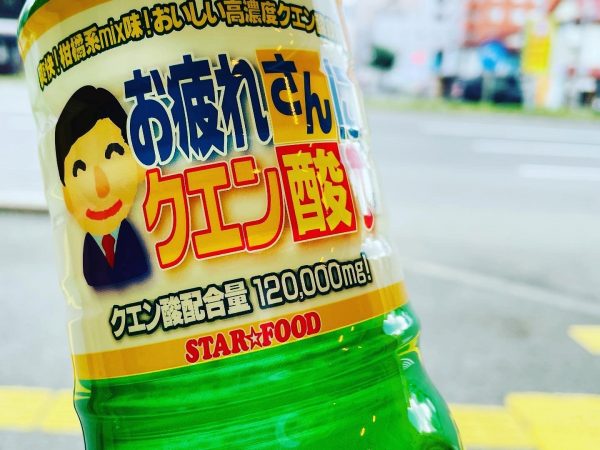 爽快!柑橘系mix味!おいしい高濃度クエン
お疲れさんに
クエン酸
クエン酸配合量 120,000mg!
STAR☆FOOD